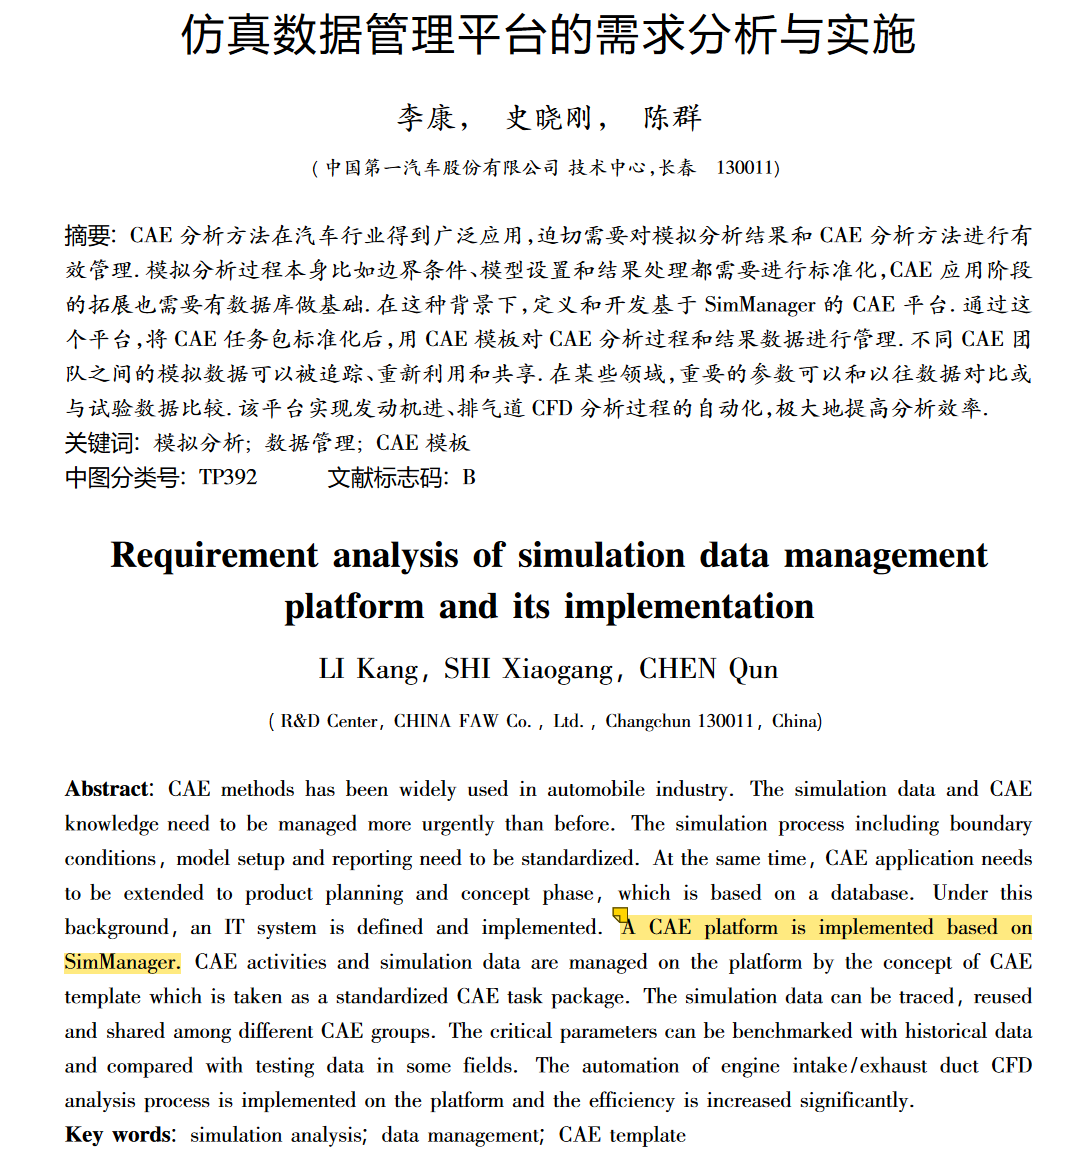 仿真数据管理平台的需求分析与实施
李康， 史晓刚， 陈群
(中国第一汽车股份有限公司 技术中心,长春 130011)
摘要: CAE 分析方法在汽车行业得到广泛应用,迫切需要对模拟分析结果和 CAE 分析方法进行有
效管理. 模拟分析过程本身比如边界条件、模型设置和结果处理都需要进行标准化,CAE 应用阶段
的拓展也需要有数据库做基础. 在这种背景下,定义和开发基于 SimManager 的 CAE 平台. 通过这
个平台,将 CAE 任务包标准化后,用 CAE 模板对 CAE 分析过程和结果数据进行管理. 不同 CAE 团
队之间的模拟数据可以被追踪、重新利用和共享. 在某些领域,重要的参数可以和以往数据对比或
与试验数据比较. 该平台实现发动机进、排气道 CFD 分析过程的自动化,极大地提高分析效率.
关键词: 模拟分析; 数据管理; CAE 模板
中图分类号: TP392 文献标志码: B
Requirement analysis of simulation data management
platform and its implementation
LI Kang, SHI Xiaogang, CHEN Qun
(R&D Center, CHINA FAW Co., Ltd., Changchun 130011, China)
Abstract: CAE methods has been widely used in automobile industry. The simulation data and CAE
knowledge need to be managed more urgently than before. The simulation process including boundary
conditions, model setup and reporting need to be standardized. At the same time, CAE application needs
to be extended to product planning and concept phase, which is based on a database. Under this
background, an IT system is defined and implemented. A CAE platform is implemented based on
SimManager. CAE activities and simulation data are managed on the platform by the concept of CAE
template which is taken as a standardized CAE task package. The simulation data can be traced, reused
and shared among different CAE groups. The critical parameters can be benchmarked with historical data
and compared with testing data in some fields. The automation of engine intake/exhaust duct CFD
analysis process is implemented on the platform and the efficiency is increased significantly.
Key words: simulation analysis; data management; CAE template